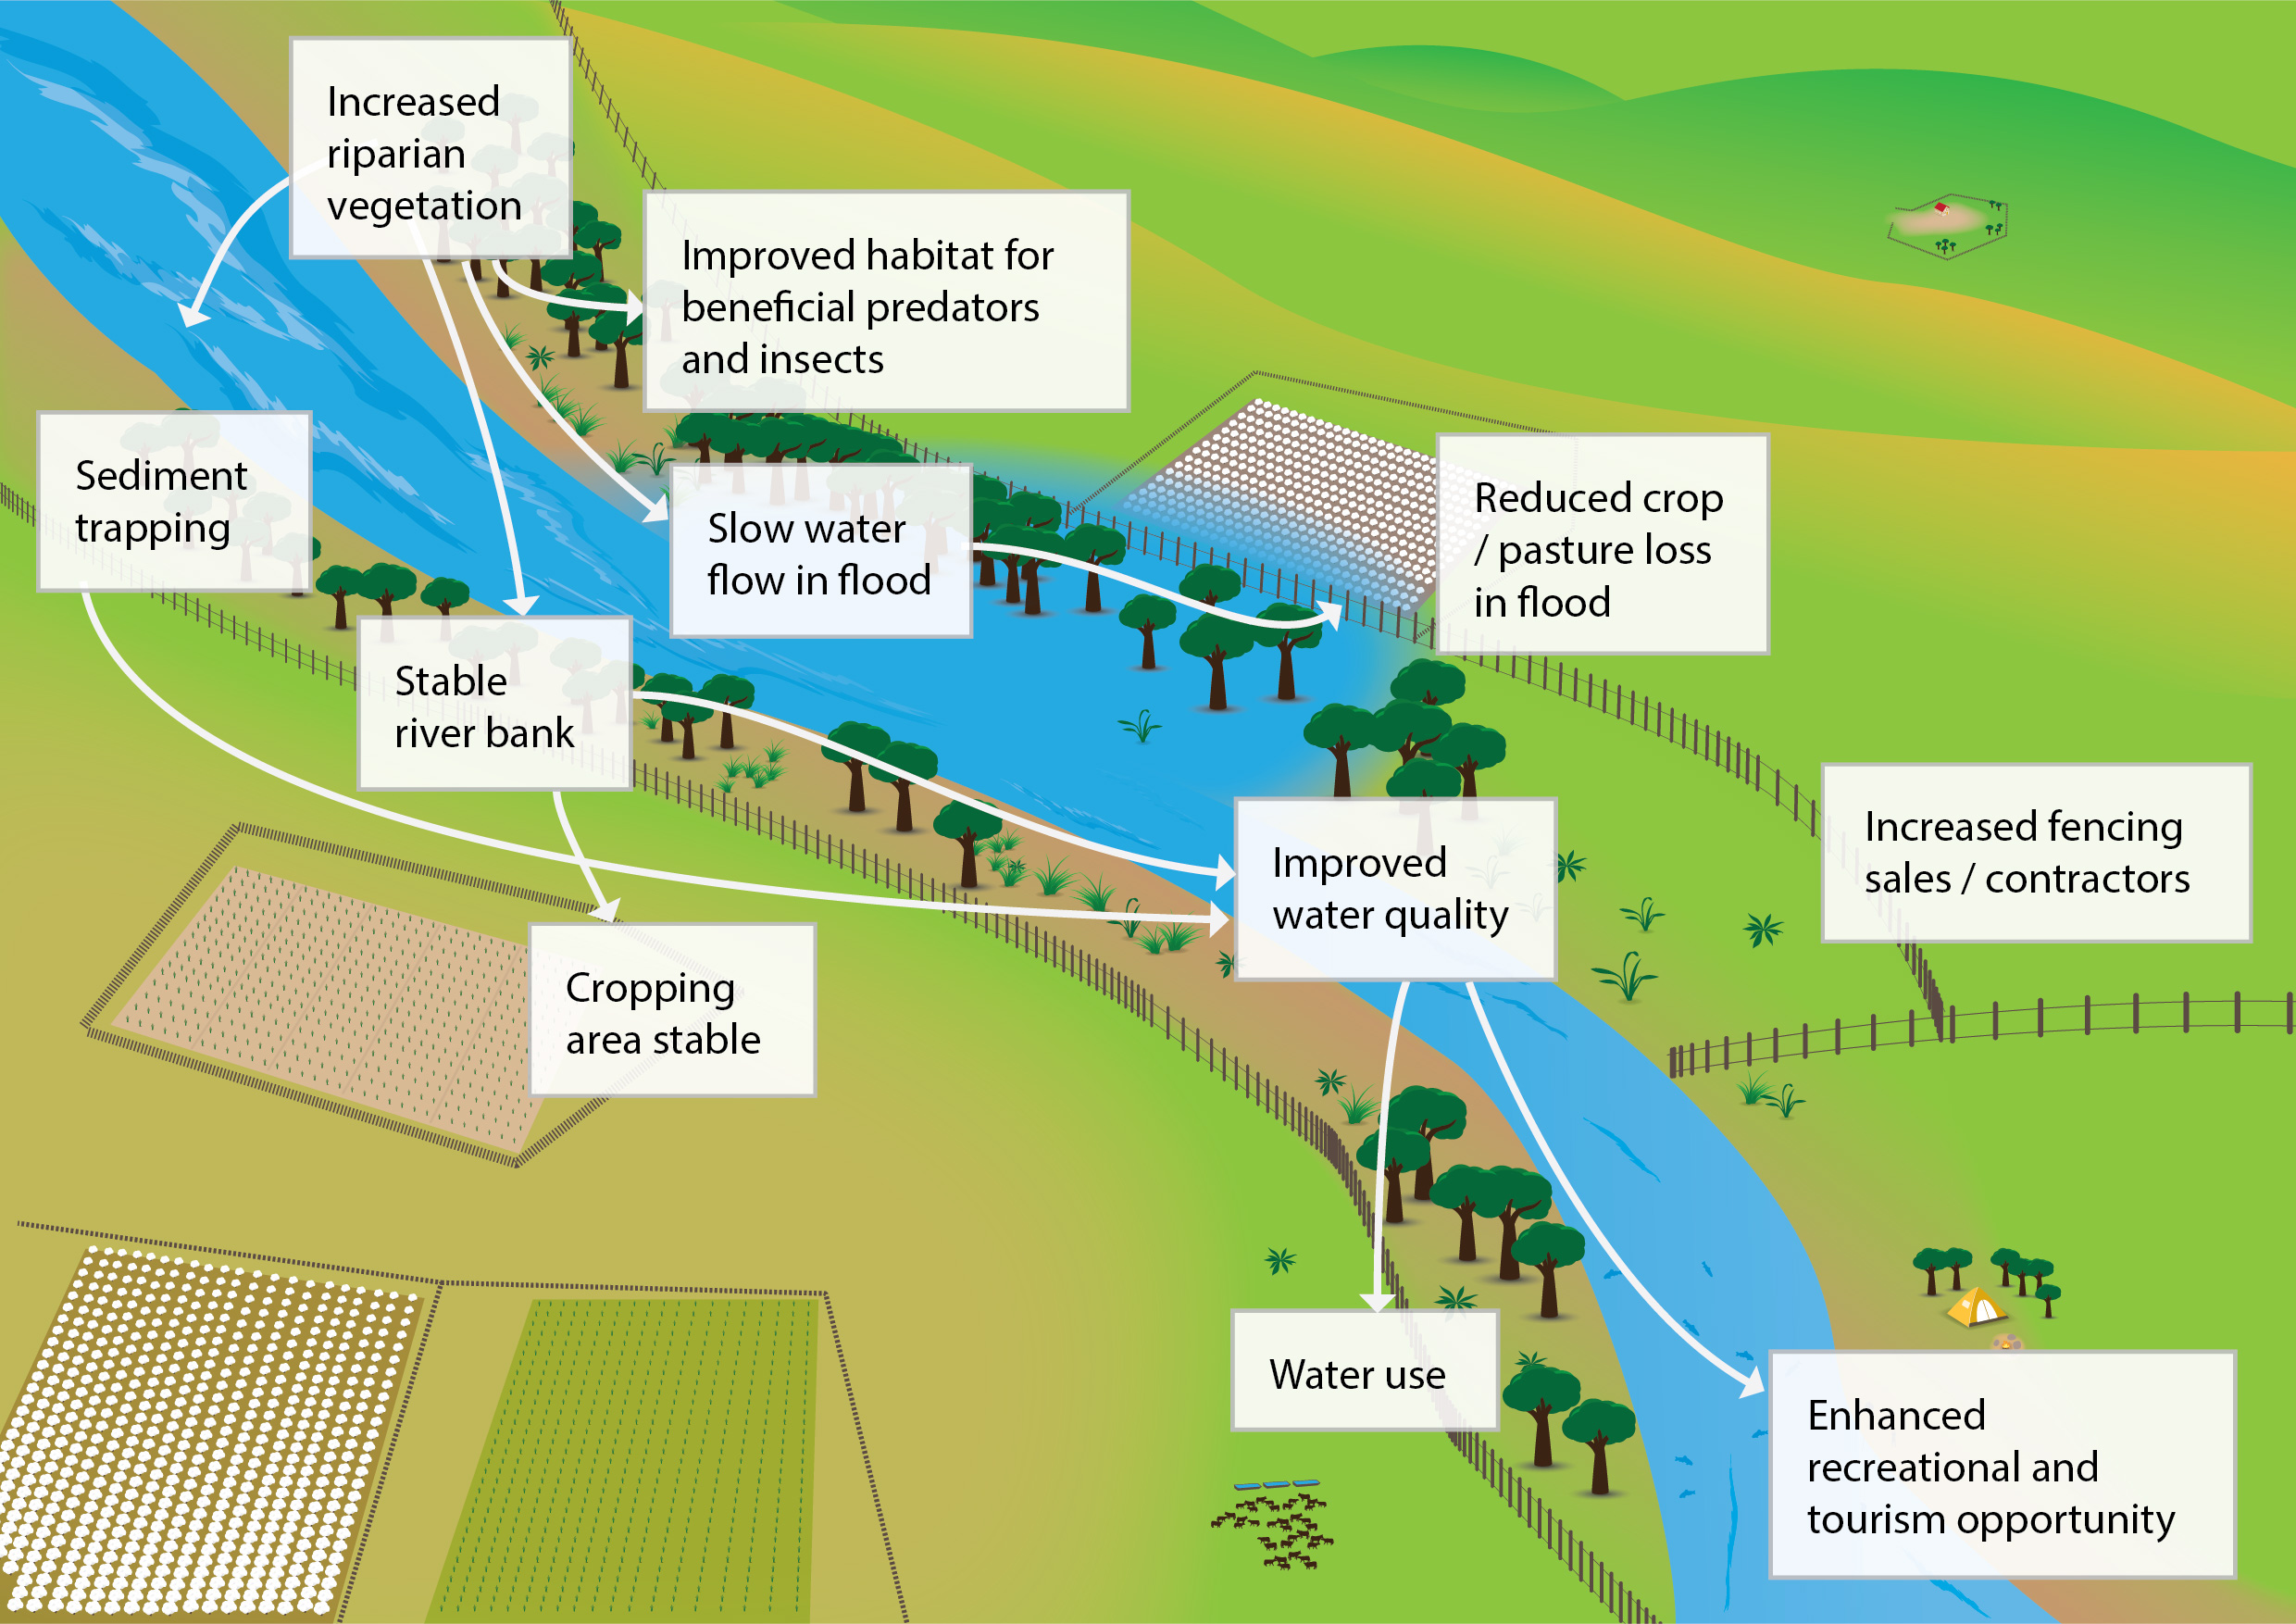 Increased
riparian
vegetation
Improved habitat for
beneficial predators
and insects
Sediment
trapping
Slow water
flow in flood
Reduced crop
/ pasture loss
in flood
Stable
river bank
Improved
water quality
Increased fencing
sales / contractors
Cropping
area stable
Water use
Enhanced
recreational and
tourism opportunity